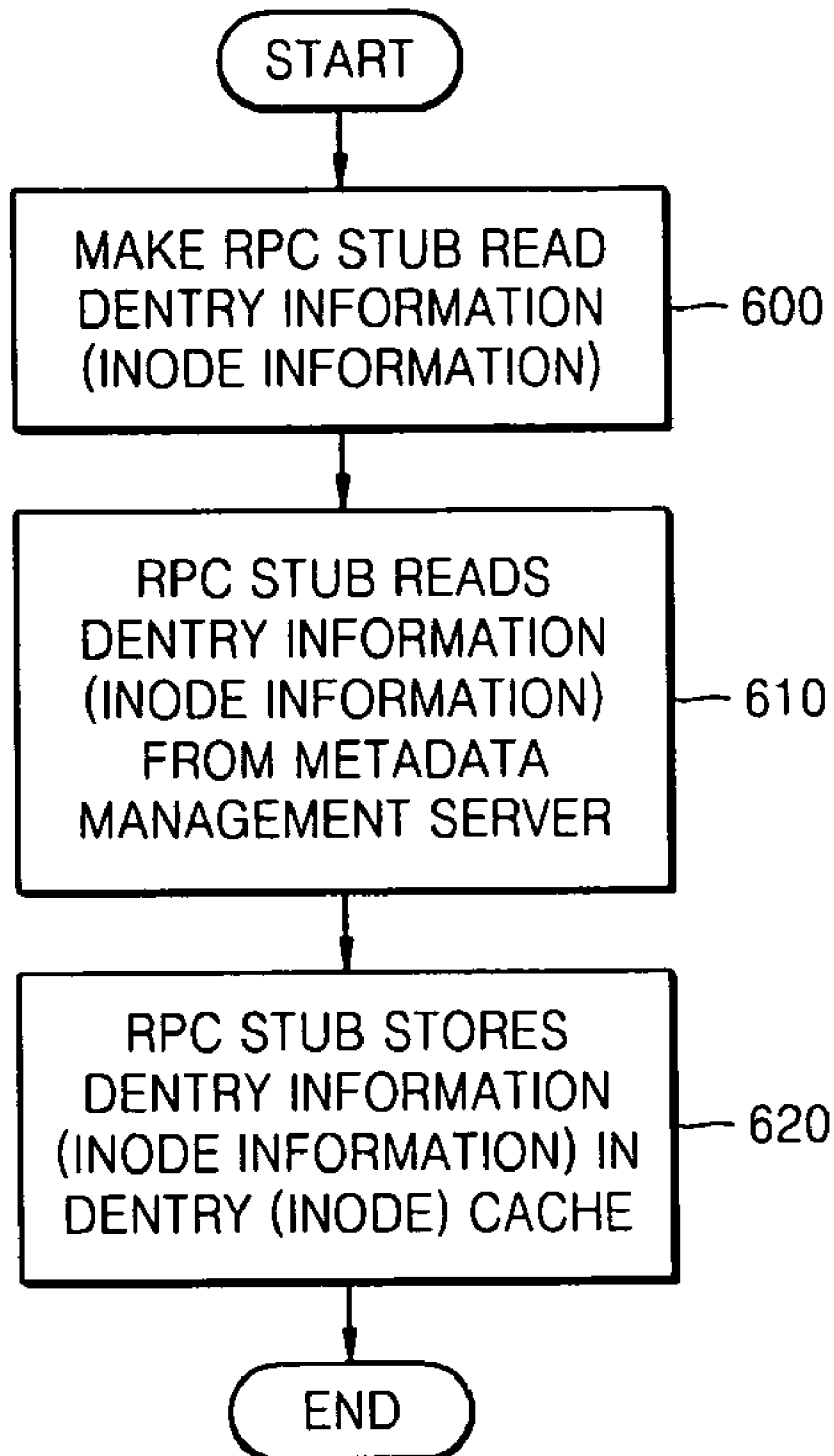 START
MAKE RPC STUB READ
DENTRY INFORMATION
(INODE INFORMATION)
600
RPC STUB READS
DENTRY INFORMATION
(INODE INFORMATION)
FROM METADATA
MANAGEMENT SERVER
610
RPC STUB STORES
DENTRY INFORMATION
(INODE INFORMATION) IN
DENTRY (INODE) CACHE
620
END